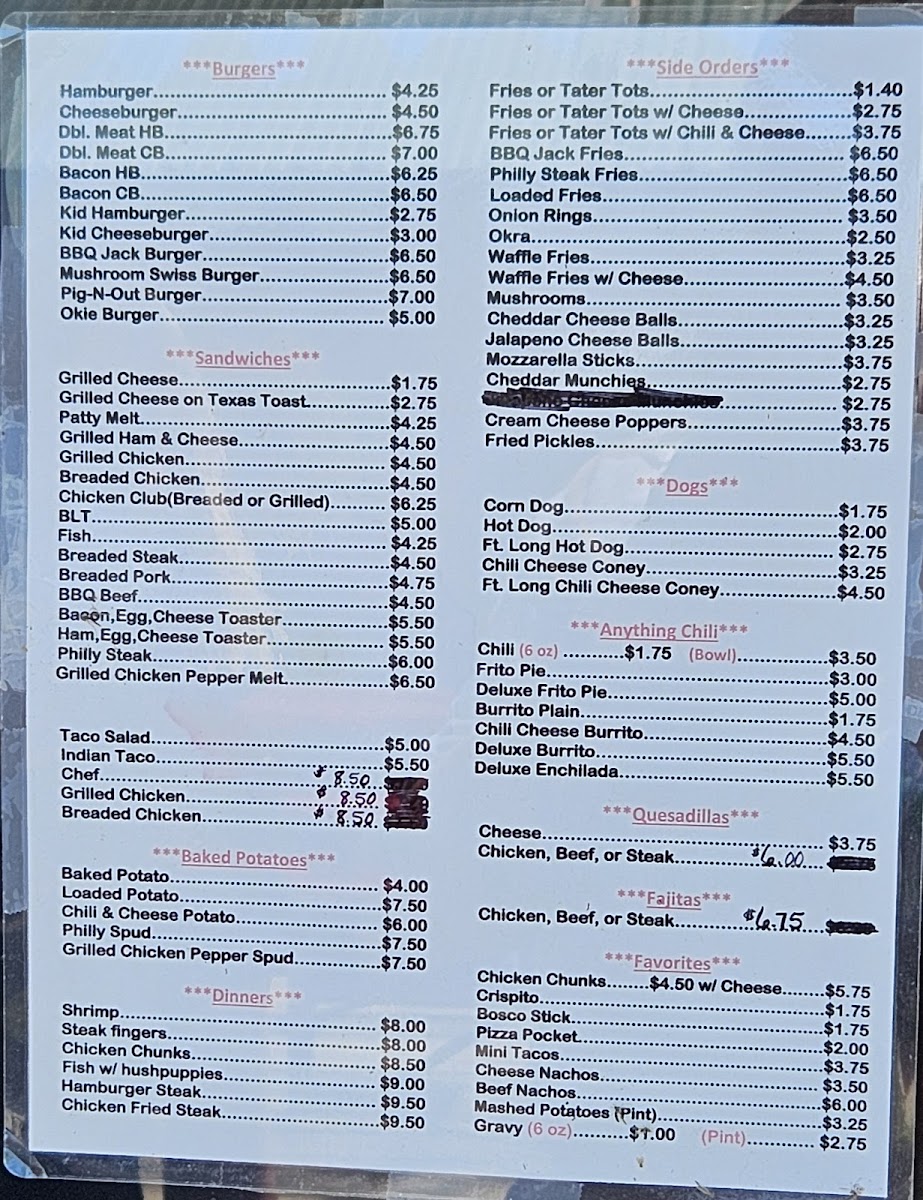 ***Burgers***
Hamburger.......... $4.25
Cheeseburger.......... $4.50
Dbl. Meat HB.......... $6.75
Dbl. Meat CB.......... $7.00
Bacon HB.......... $6.25
Bacon CB.......... $6.50
Kid Hamburger.......... $2.75
Kid Cheeseburger.......... $3.00
BBQ Jack Burger.......... $6.50
Mushroom Swiss Burger.......... $6.50
Pig-N-Out Burger.......... $7.00
Okie Burger.......... $5.00
***Sandwiches***
Grilled Cheese.......... $1.75
Grilled Cheese on Texas Toast.......... $2.75
Patty Melt.......... $4.25
Grilled Ham & Cheese.......... $4.50
Grilled Chicken.......... $4.50
Breaded Chicken.......... $4.50
Chicken Club(Breaded or Grilled).......... $6.25
BLT.......... $5.00
Fish.......... $4.25
Breaded Steak.......... $4.50
Breaded Pork.......... $4.75
BBQ Beef.......... $4.50
Bacon,Egg,Cheese Toaster.......... $5.50
Ham,Egg,Cheese Toaster.......... $5.50
Philly Steak.......... $6.00
Grilled Chicken Pepper Melt.......... $6.50
Taco Salad.......... $5.00
Indian Taco.......... $5.50
Chef.......... $8.50
Grilled Chicken.......... $8.50
Breaded Chicken.......... $8.50
***Baked Potatoes***
Baked Potato.......... $4.00
Loaded Potato.......... $7.50
Chili & Cheese Potato.......... $6.00
Philly Spud.......... $7.50
Grilled Chicken Pepper Spud.......... $7.50
***Dinners***
Shrimp.......... $8.00
Steak fingers.......... $8.00
Chicken Chunks.......... $8.50
Fish w/ hushpuppies.......... $9.00
Hamburger Steak.......... $9.50
Chicken Fried Steak.......... $9.50
***Side Orders***
Fries or Tater Tots.......... $1.40
Fries or Tater Tots w/ Cheese.......... $2.75
Fries or Tater Tots w/ Chili & Cheese.......... $3.75
BBQ Jack Fries.......... $6.50
Philly Steak Fries.......... $6.50
Loaded Fries.......... $6.50
Onion Rings.......... $3.50
Okra.......... $2.50
Waffle Fries.......... $3.25
Waffle Fries w/ Cheese.......... $4.50
Mushrooms.......... $3.50
Cheddar Cheese Balls.......... $3.25
Jalapeno Cheese Balls.......... $3.25
Mozzarella Sticks.......... $3.75
Cheddar Munchies.......... $2.75
.......... $2.75
Cream Cheese Poppers.......... $3.75
Fried Pickles.......... $3.75
***Dogs***
Corn Dog.......... $1.75
Hot Dog.......... $2.00
Ft. Long Hot Dog.......... $2.75
Chili Cheese Coney.......... $3.25
Ft. Long Chili Cheese Coney.......... $4.50
***Anything Chili***
Chili (6 oz) .......... $1.75 (Bowl).......... $3.50
Frito Pie.......... $3.00
Deluxe Frito Pie.......... $5.00
Burrito Plain.......... $1.75
Chili Cheese Burrito.......... $4.50
Deluxe Burrito.......... $5.50
Deluxe Enchilada.......... $5.50
***Quesadillas***
Cheese.......... $3.75
Chicken, Beef, or Steak.......... $6.00
***Fajitas***
Chicken, Beef, or Steak.......... $6.75
***Favorites***
Chicken Chunks........$4.50 w/ Cheese.......$5.75
Crispito.......... $1.75
Bosco Stick.......... $1.75
Pizza Pocket.......... $2.00
Mini Tacos.......... $3.75
Cheese Nachos.......... $3.50
Beef Nachos.......... $6.00
Mashed Potatoes (Pint).......... $3.25
Gravy (6 oz)..........$1.00 (Pint).......... $2.75